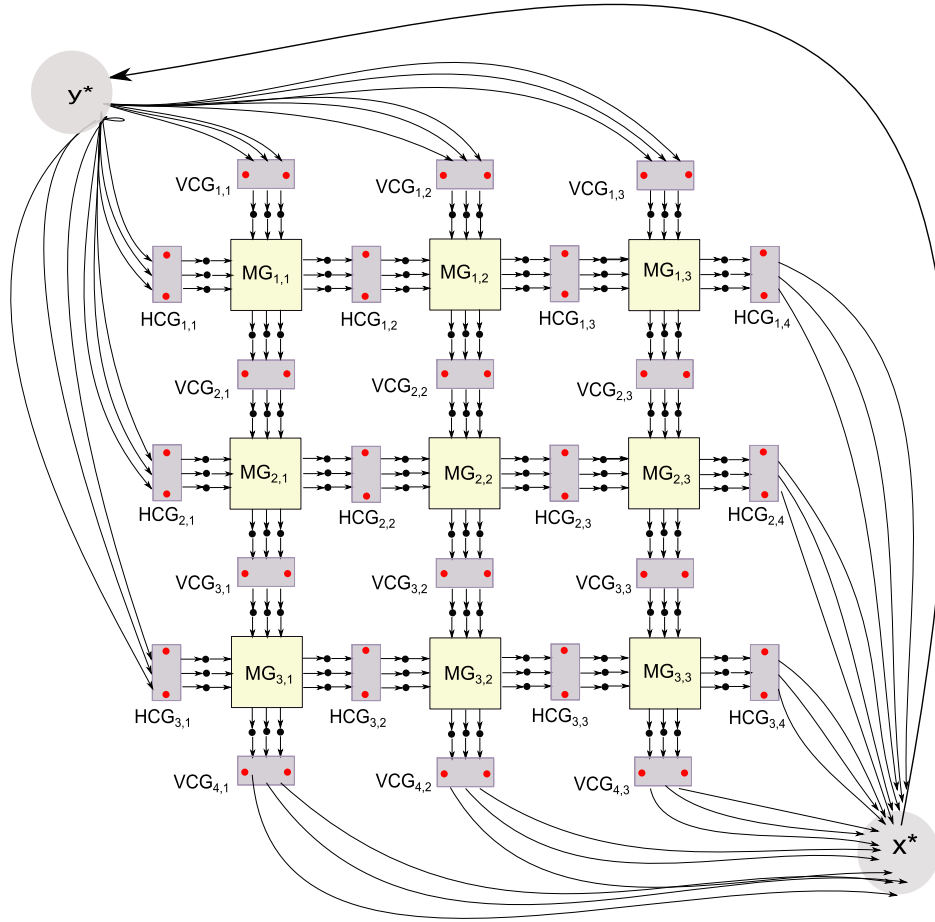 y*
VCG1,1
VCG1,2
VCG1,3
MG1,1
MG1,2
MG1,3
HCG1,1
HCG1,2
HCG1,3
HCG1,4
VCG2,1
VCG2,2
VCG2,3
MG2,1
MG2,2
MG2,3
HCG2,1
HCG2,2
HCG2,3
HCG2,4
VCG3,1
VCG3,2
VCG3,3
MG3,1
MG3,2
MG3,3
HCG3,1
HCG3,2
HCG3,3
HCG3,4
VCG4,1
VCG4,2
VCG4,3
x*